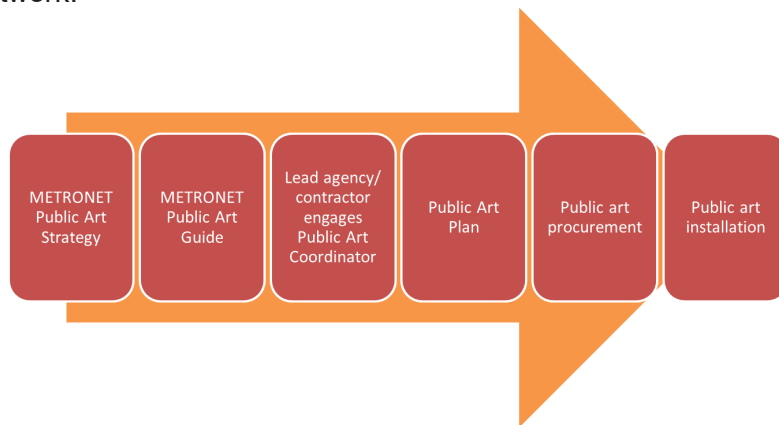 METRONET
Public Art
Strategy
METRONET
Public Art
Guide
Lead agency/
contractor
engages
Public Art
Coordinator
Public Art
Plan
Public art
procurement
Public art
installation